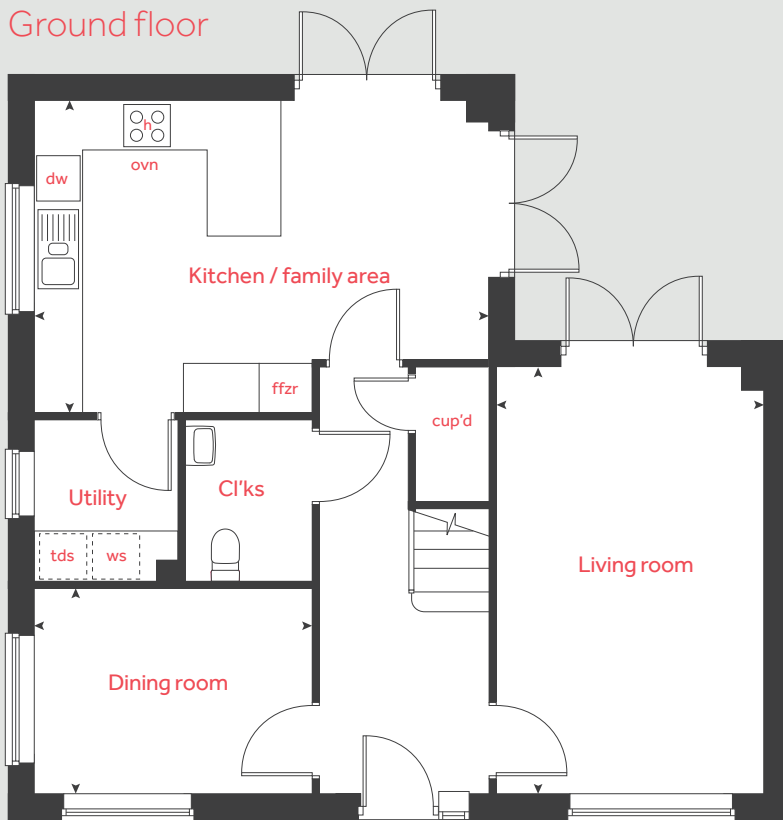 Ground floor
h
ovn
dw
Kitchen / family area
ffzr
cup'd
Cl'ks
Utility
tds
ws
Living room
Dining room